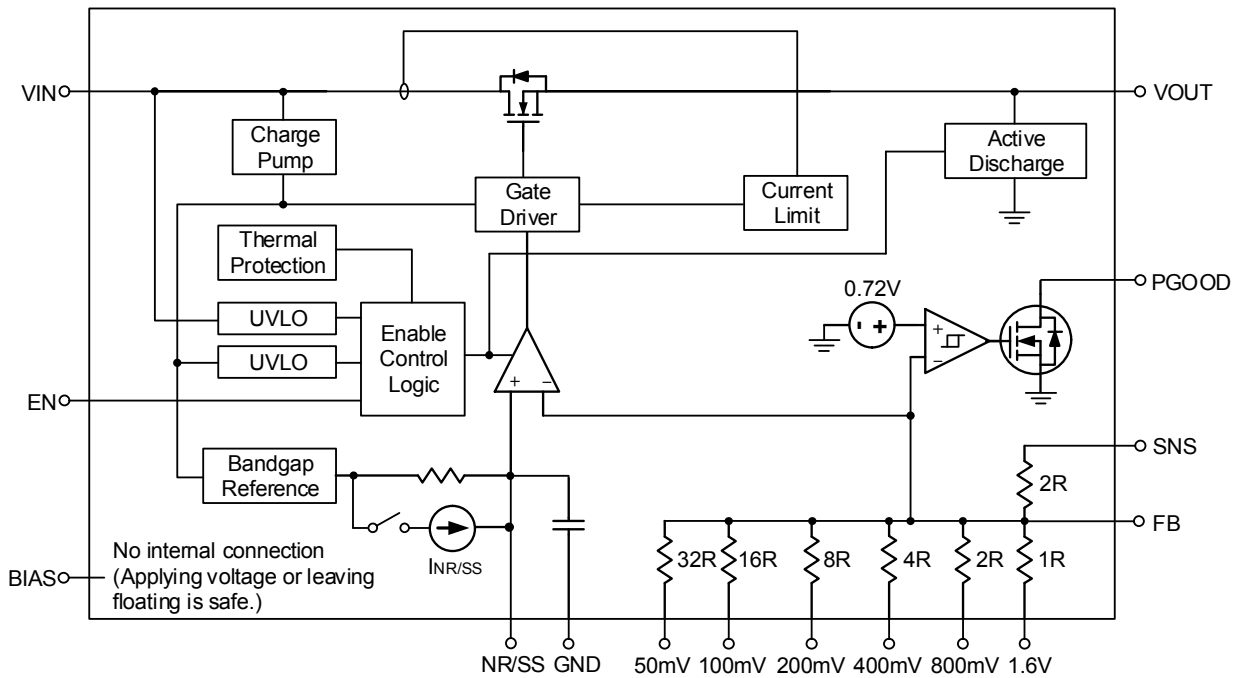 VIN
VOUT
Charge
Pump
Active
Discharge
Gate
Driver
Current
Limit
Thermal
Protection
PGOOD
0.72V
- +
+
-
UVLO
Enable
Control
Logic
UVLO
+ -
EN
SNS
Bandgap
Reference
2R
FB
INR/SS
32R
16R
8R
4R
2R
1R
No internal connection
(Applying voltage or leaving
floating is safe.)
BIAS
NR/SS
GND
50mV
100mV
200mV
400mV
800mV
1.6V